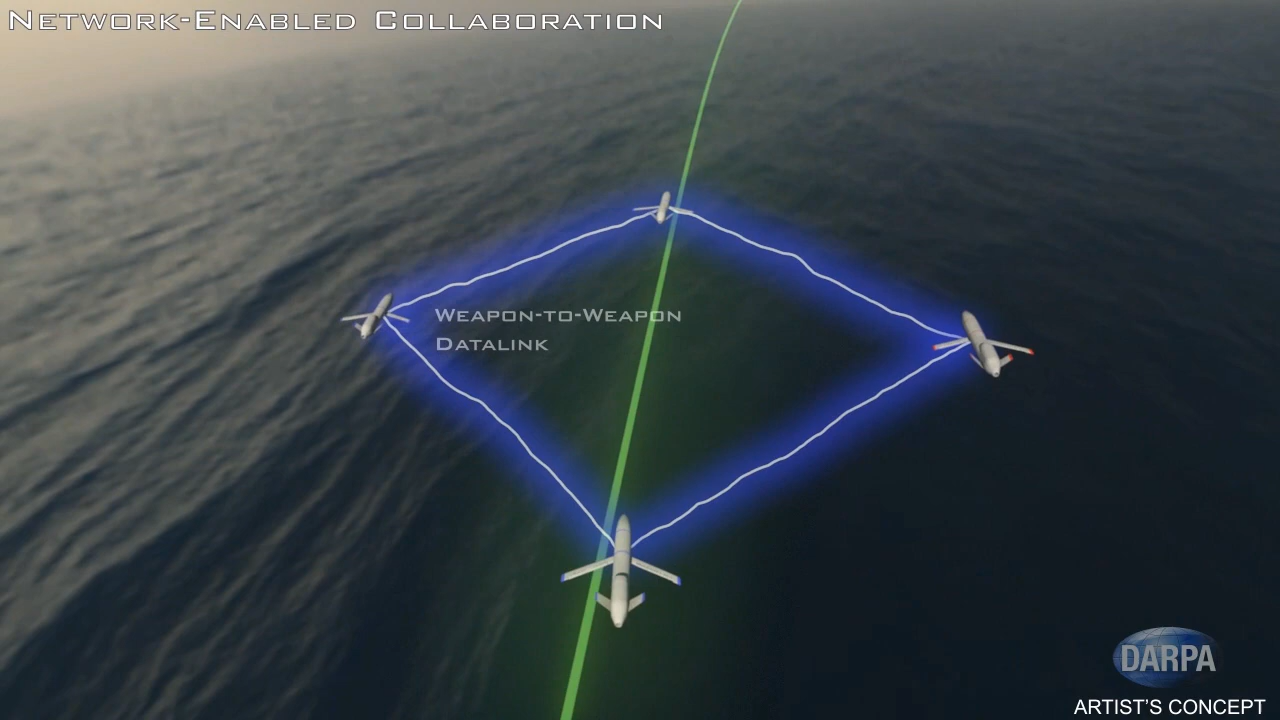 Network-Enabled Collaboration
Weapon-to-Weapon
Datalink
DARPA
ARTIST'S CONCEPT